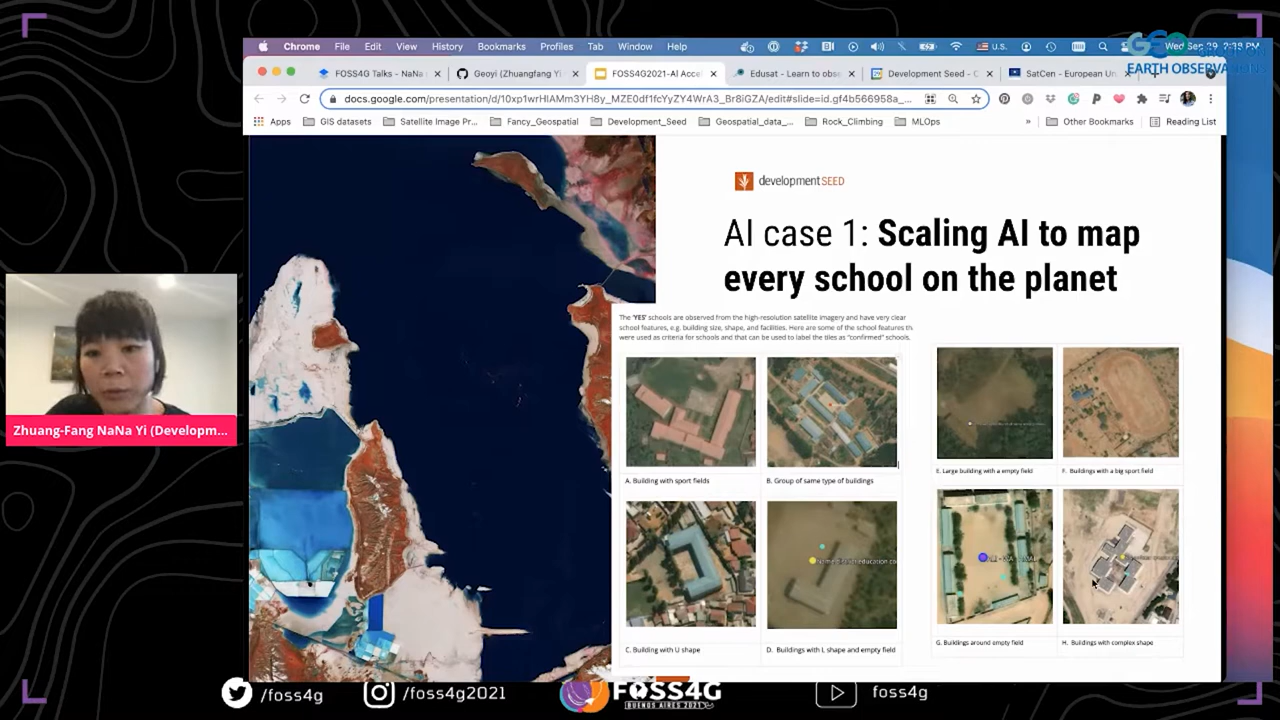 Chrome File Edit View History Bookmarks Profiles Tab Window Help
U.S.
Wed Sep 29 2:38 PM
GEO
EARTH OBSERVATIONS
FOSS4G Talks - NaNa
Geoyi (Zhuangfang Yi
FOSS4G2021-AI Acce
Edusat - Learn to obs
Development Seed - C
SatCen - European Un
docs.google.com/presentation/d/10xp1wrHIAMm3YH8y_MZE0df1fcYyZY4WrA3_Br8iGZA/edit#slide=id.gf4b566958a_...
Apps GIS datasets Satellite Image Pr... Fancy_Geospatial Development_Seed Geospatial_data_... Rock_Climbing MLOps » Other Bookmarks Reading List
developmentSEED
AI case 1: Scaling AI to map
every school on the planet
The 'YES' schools are observed from the high-resolution satellite imagery and have very clear
school features, e.g. building size, shape, and facilities. Here are some of the school features th
were used as criteria for schools and that can be used to label the tiles as "confirmed" schools.
A. Building with sport fields
B. Group of same type of buildings
E. Large building with a empty field
F. Buildings with a big sport field
C. Building with U shape
D. Buildings with L shape and empty field
G. Buildings around empty field
H. Buildings with complex shape
Zhuang-Fang NaNa Yi (Developm...
/foss4g
/foss4g2021
FOSS4G
BUENOS AIRES 2021
foss4g